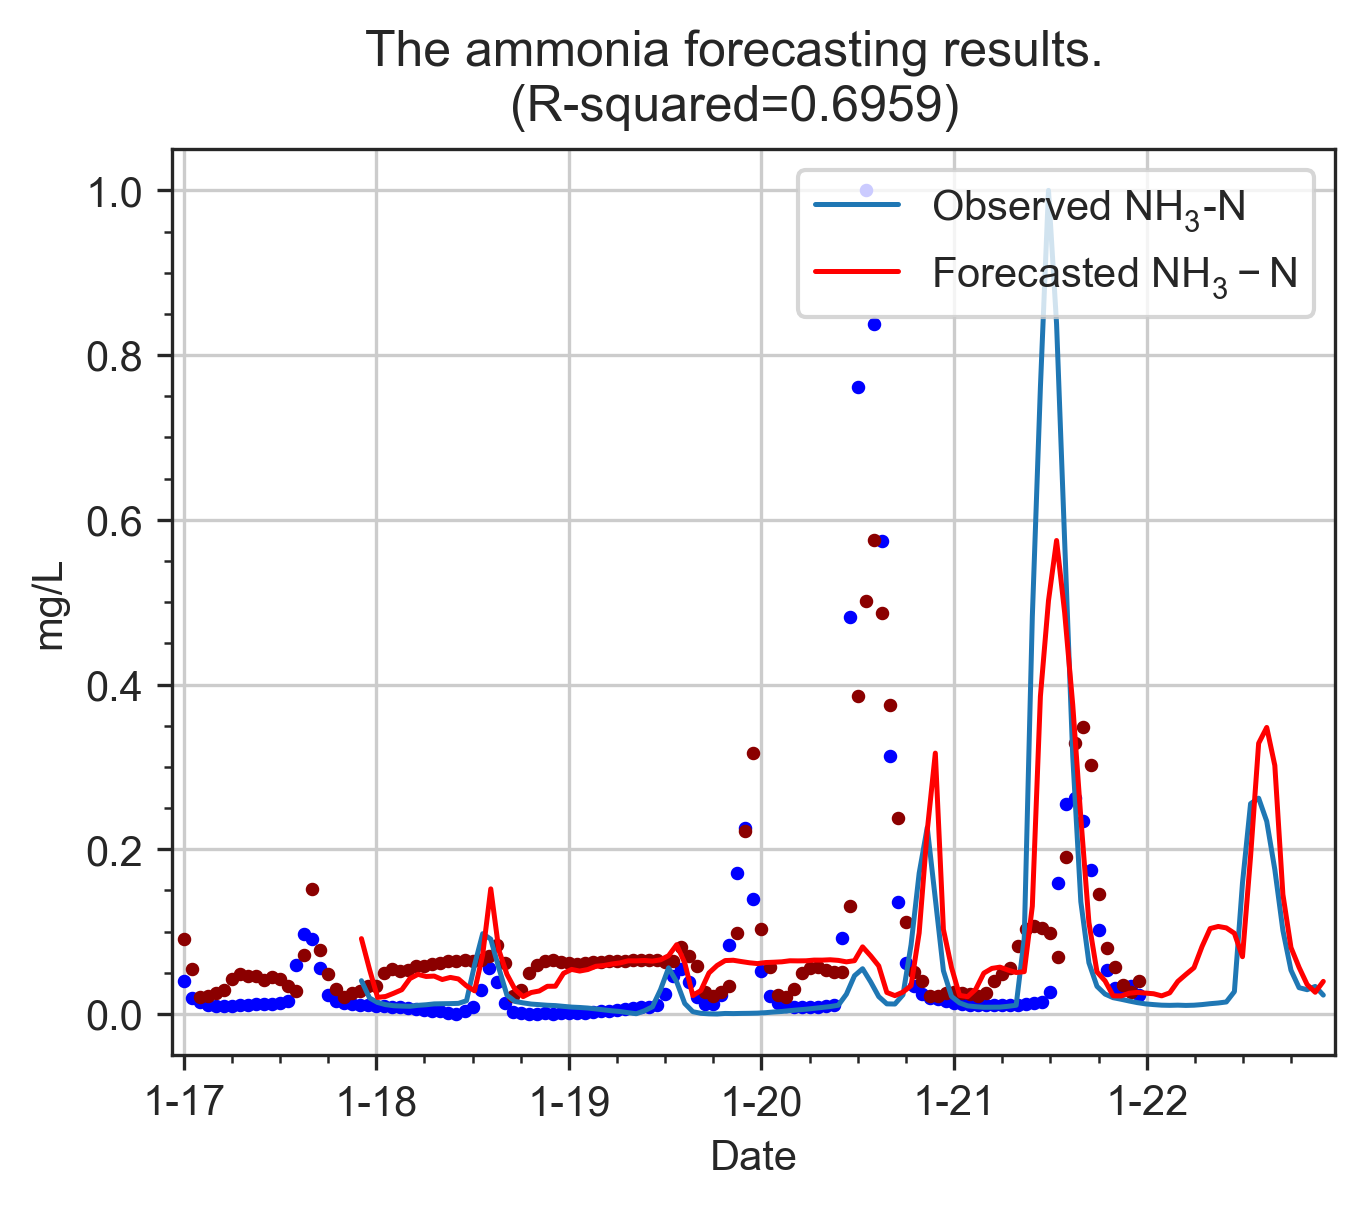 The ammonia forecasting results.
(R-squared=0.6959)
Observed NH₃-N
Forecasted NH₃ − N
1.0
0.8
0.6
0.4
0.2
0.0
mg/L
1-17 1-18 1-19 1-20 1-21 1-22
Date